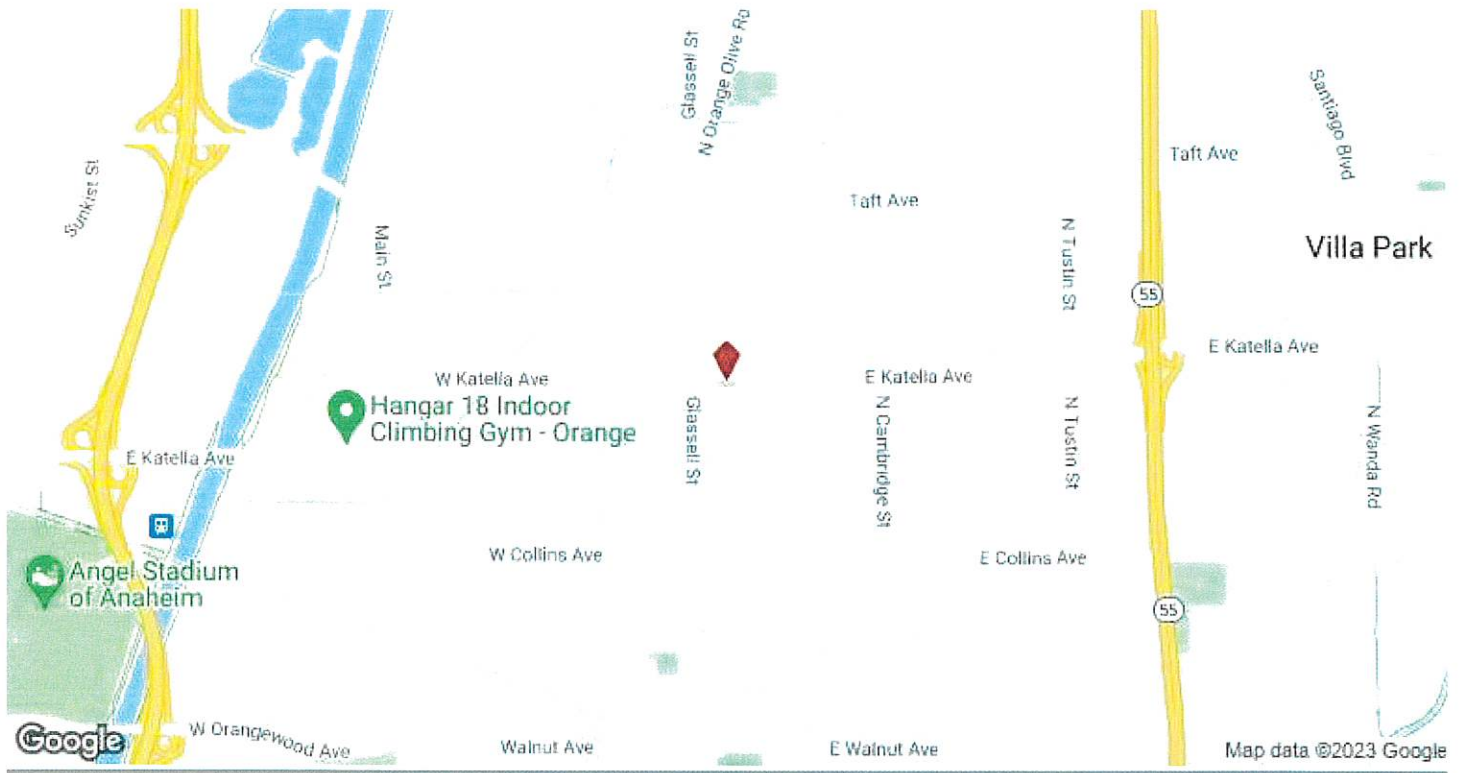 Glassell St
N Orange Olive Rd
Santiago Blvd
Taft Ave
Sunkist St
Taft Ave
Main St
N Tustin St
Villa Park
55
E Katella Ave
W Katella Ave
E Katella Ave
Hangar 18 Indoor
Climbing Gym - Orange
Glassell St
N Cambridge St
N Tustin St
N Wanda Rd
E Katella Ave
W Collins Ave
E Collins Ave
Angel Stadium
of Anaheim
55
Google
W Orangewood Ave
Walnut Ave
E Walnut Ave
Map data ©2023 Google